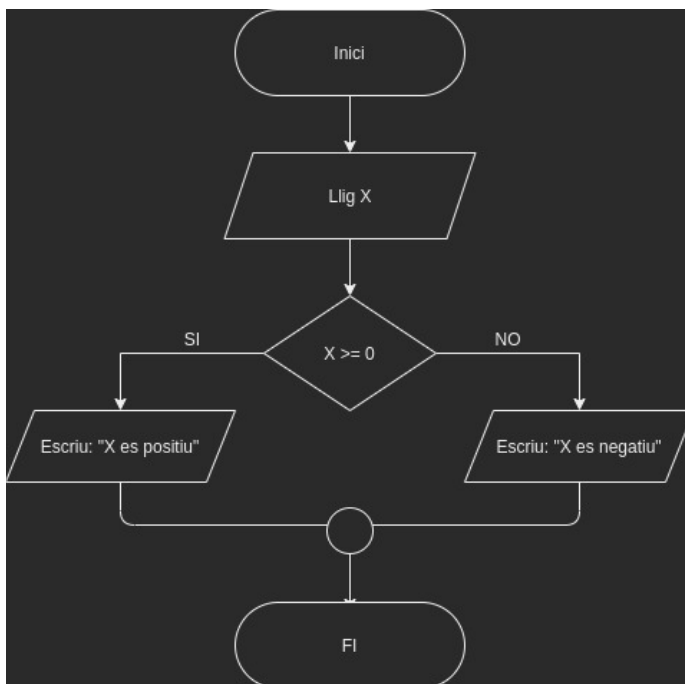 Inici
Llig X
X >= 0
SI
NO
Escriu: "X es positiu"
Escriu: "X es negatiu"
FI